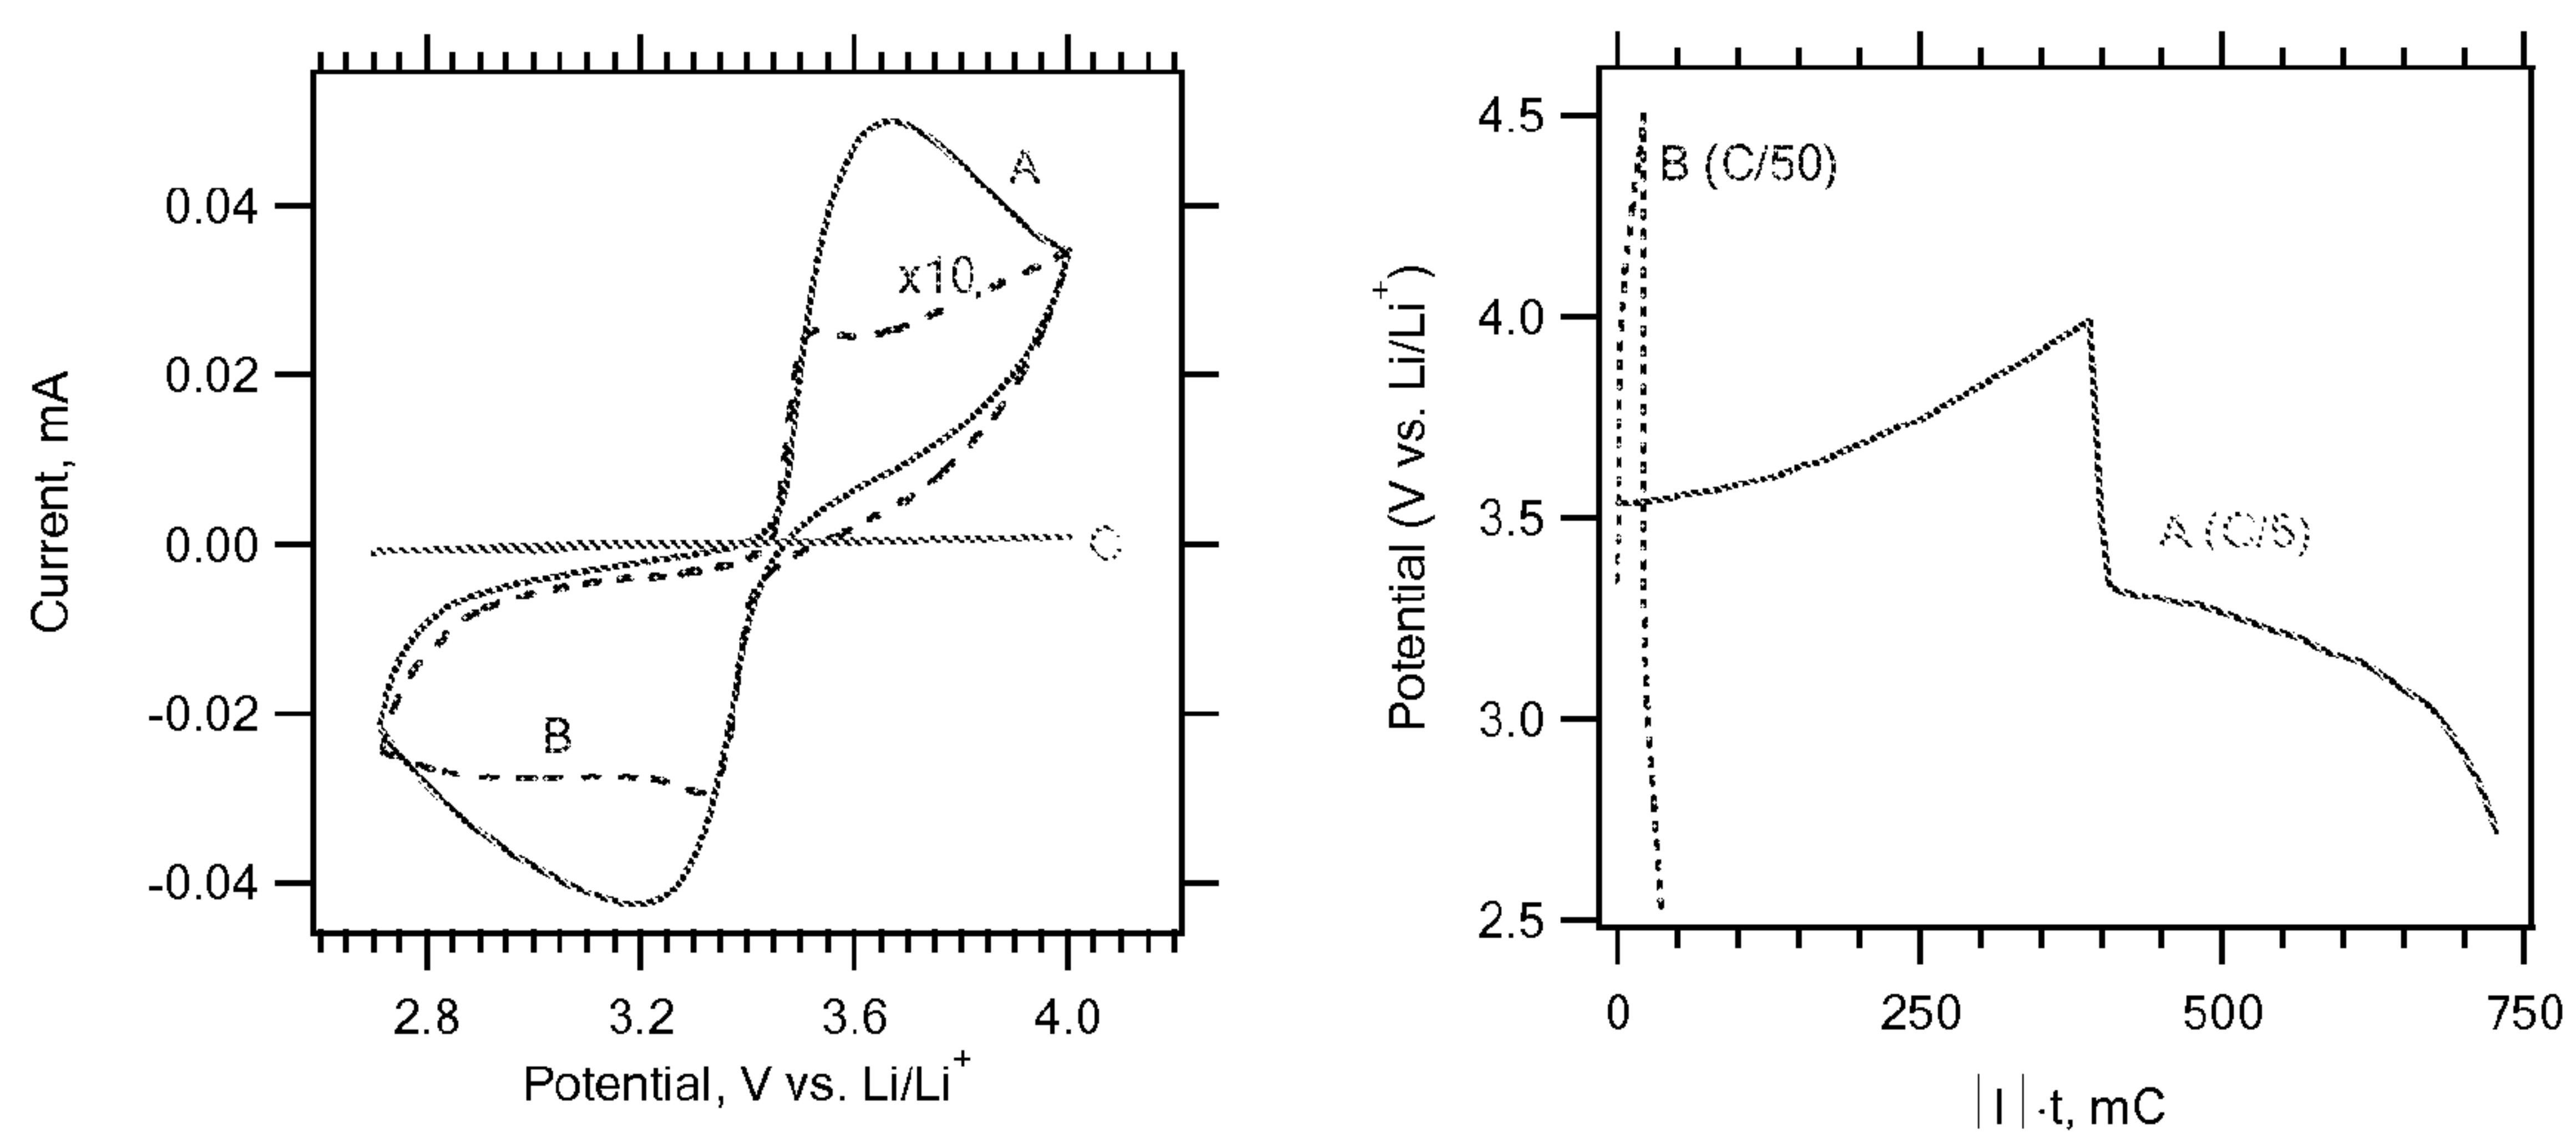 Current, mA
0.04
0.02
0.00
-0.02
-0.04
A
x10
B
C
2.8
3.2
3.6
4.0
Potential, V vs. Li/Li⁺
Potential (V vs. Li/Li⁺)
4.5
4.0
3.5
3.0
2.5
B (C/50)
A (C/5)
0
250
500
750
|I|·t, mC